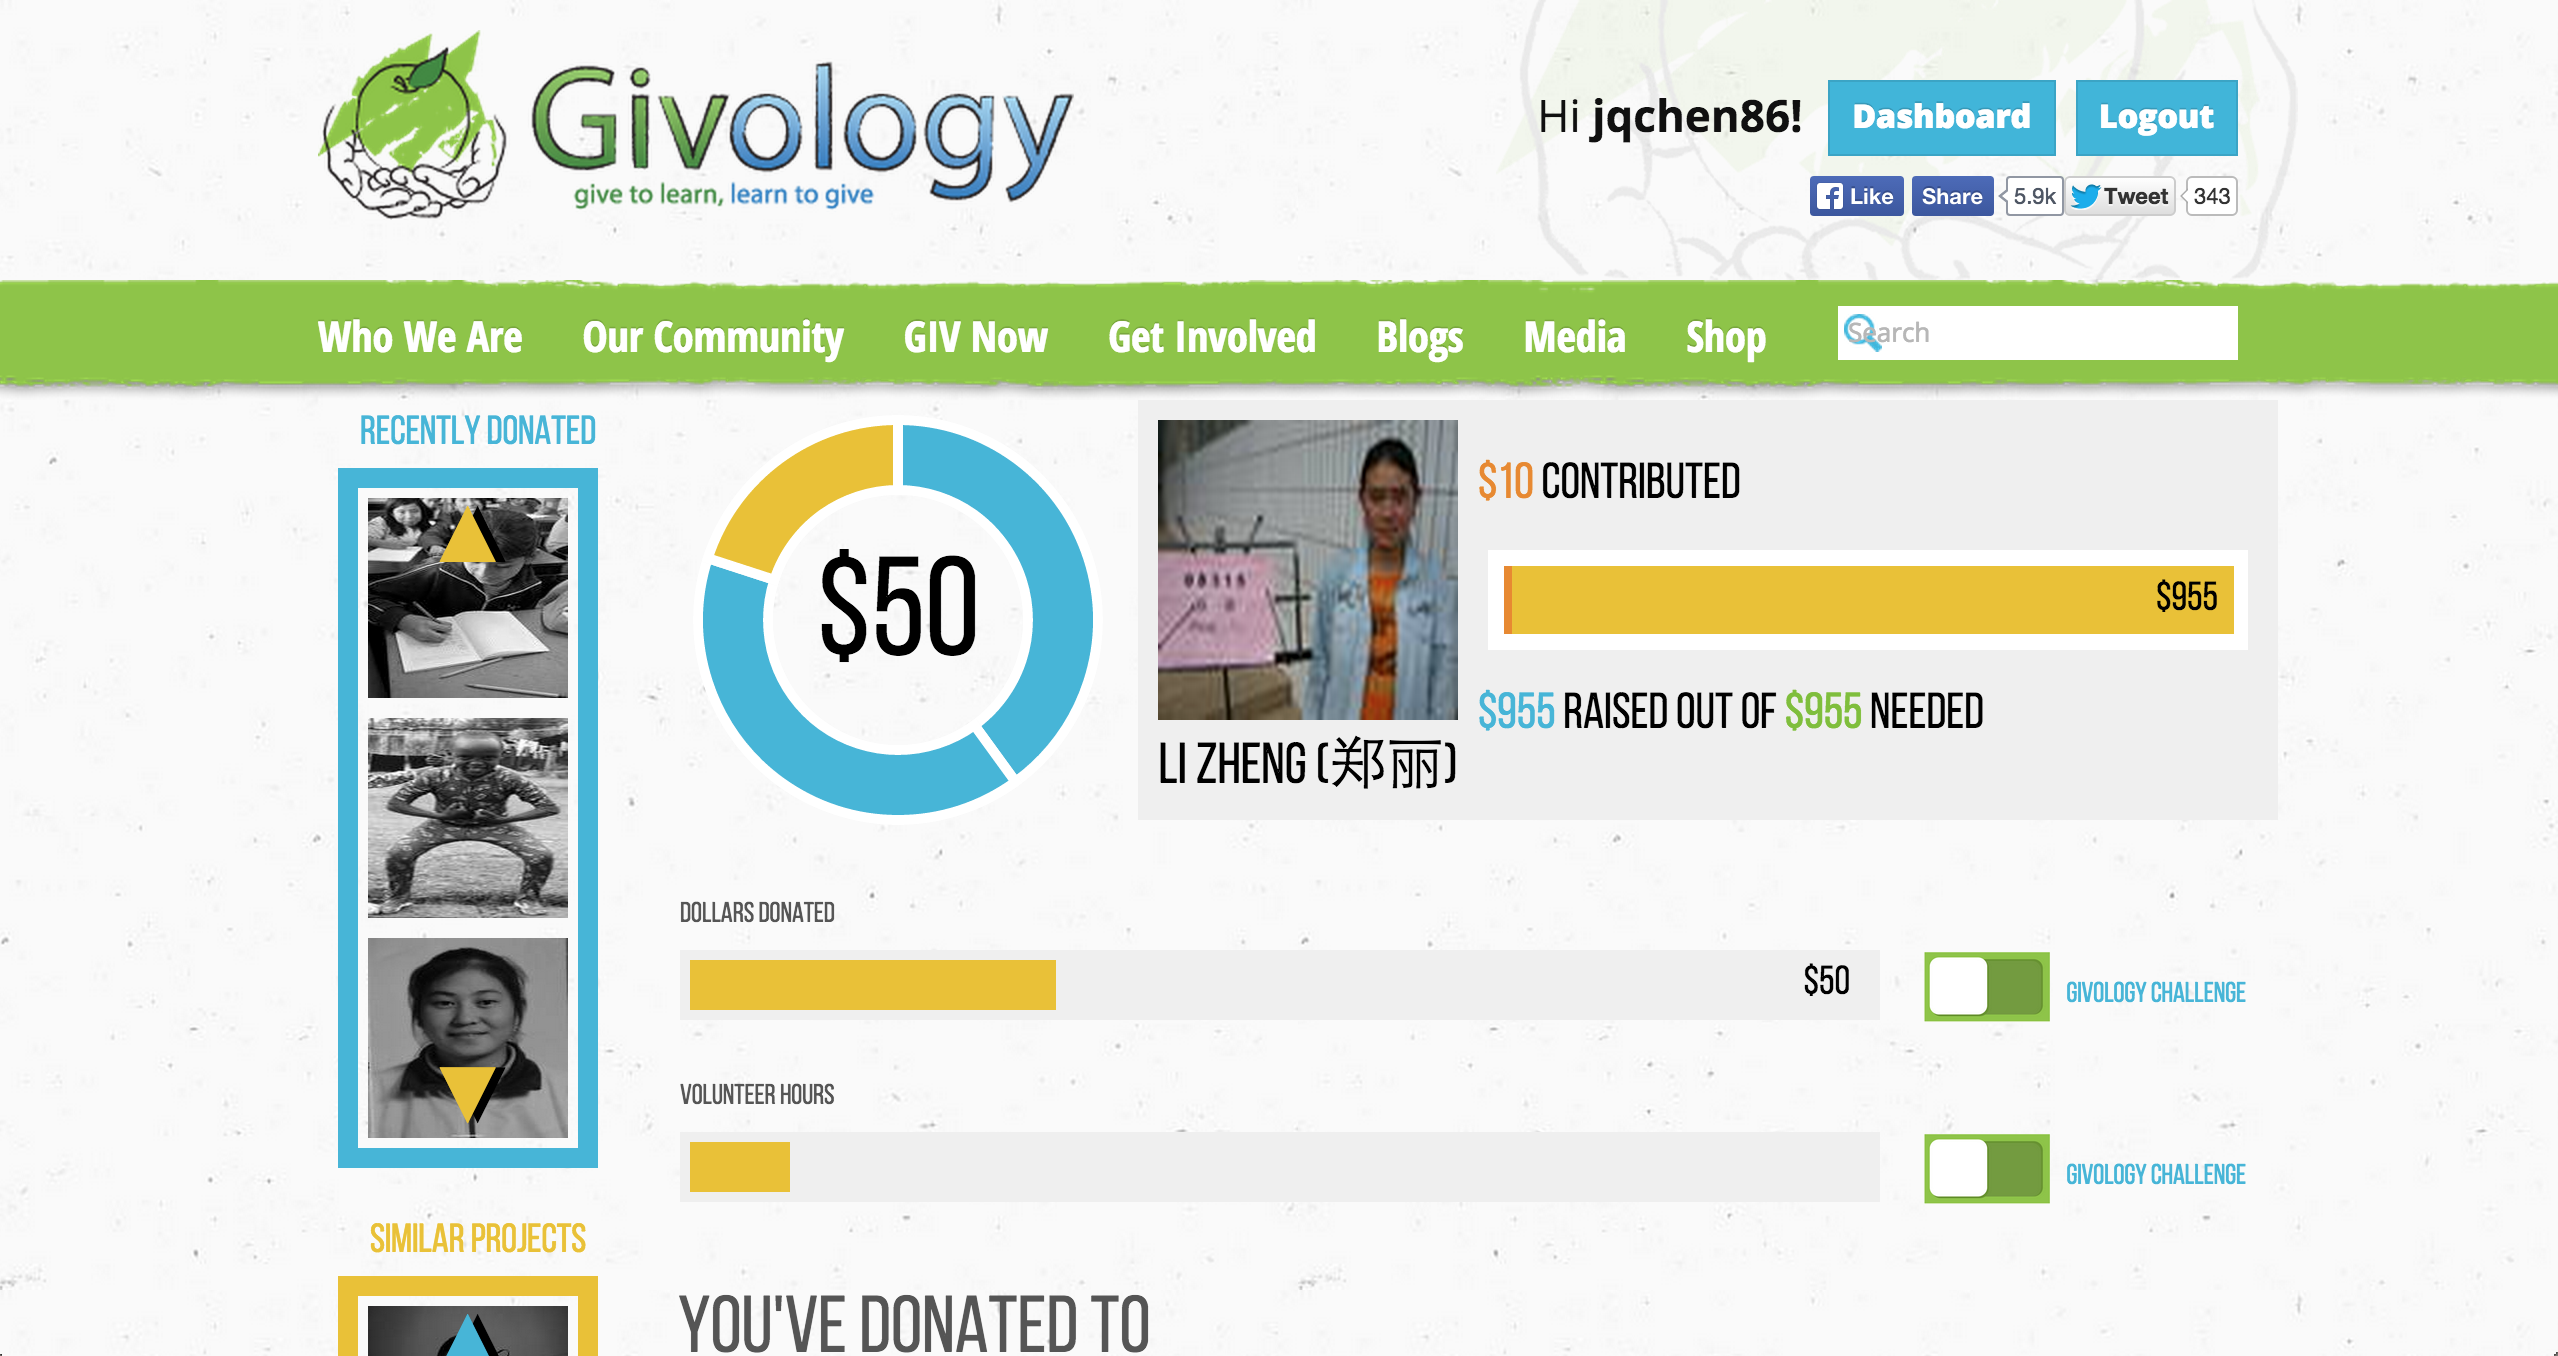 Givology
give to learn, learn to give
Hi jqchen86!
Dashboard
Logout
Like
Share
5.9k
Tweet
343
Who We Are
Our Community
GIV Now
Get Involved
Blogs
Media
Shop
Search
RECENTLY DONATED
$50
$10 CONTRIBUTED
$955
$955 RAISED OUT OF $955 NEEDED
LI ZHENG (郑丽)
DOLLARS DONATED
$50
GIVOLOGY CHALLENGE
VOLUNTEER HOURS
GIVOLOGY CHALLENGE
SIMILAR PROJECTS
YOU'VE DONATED TO